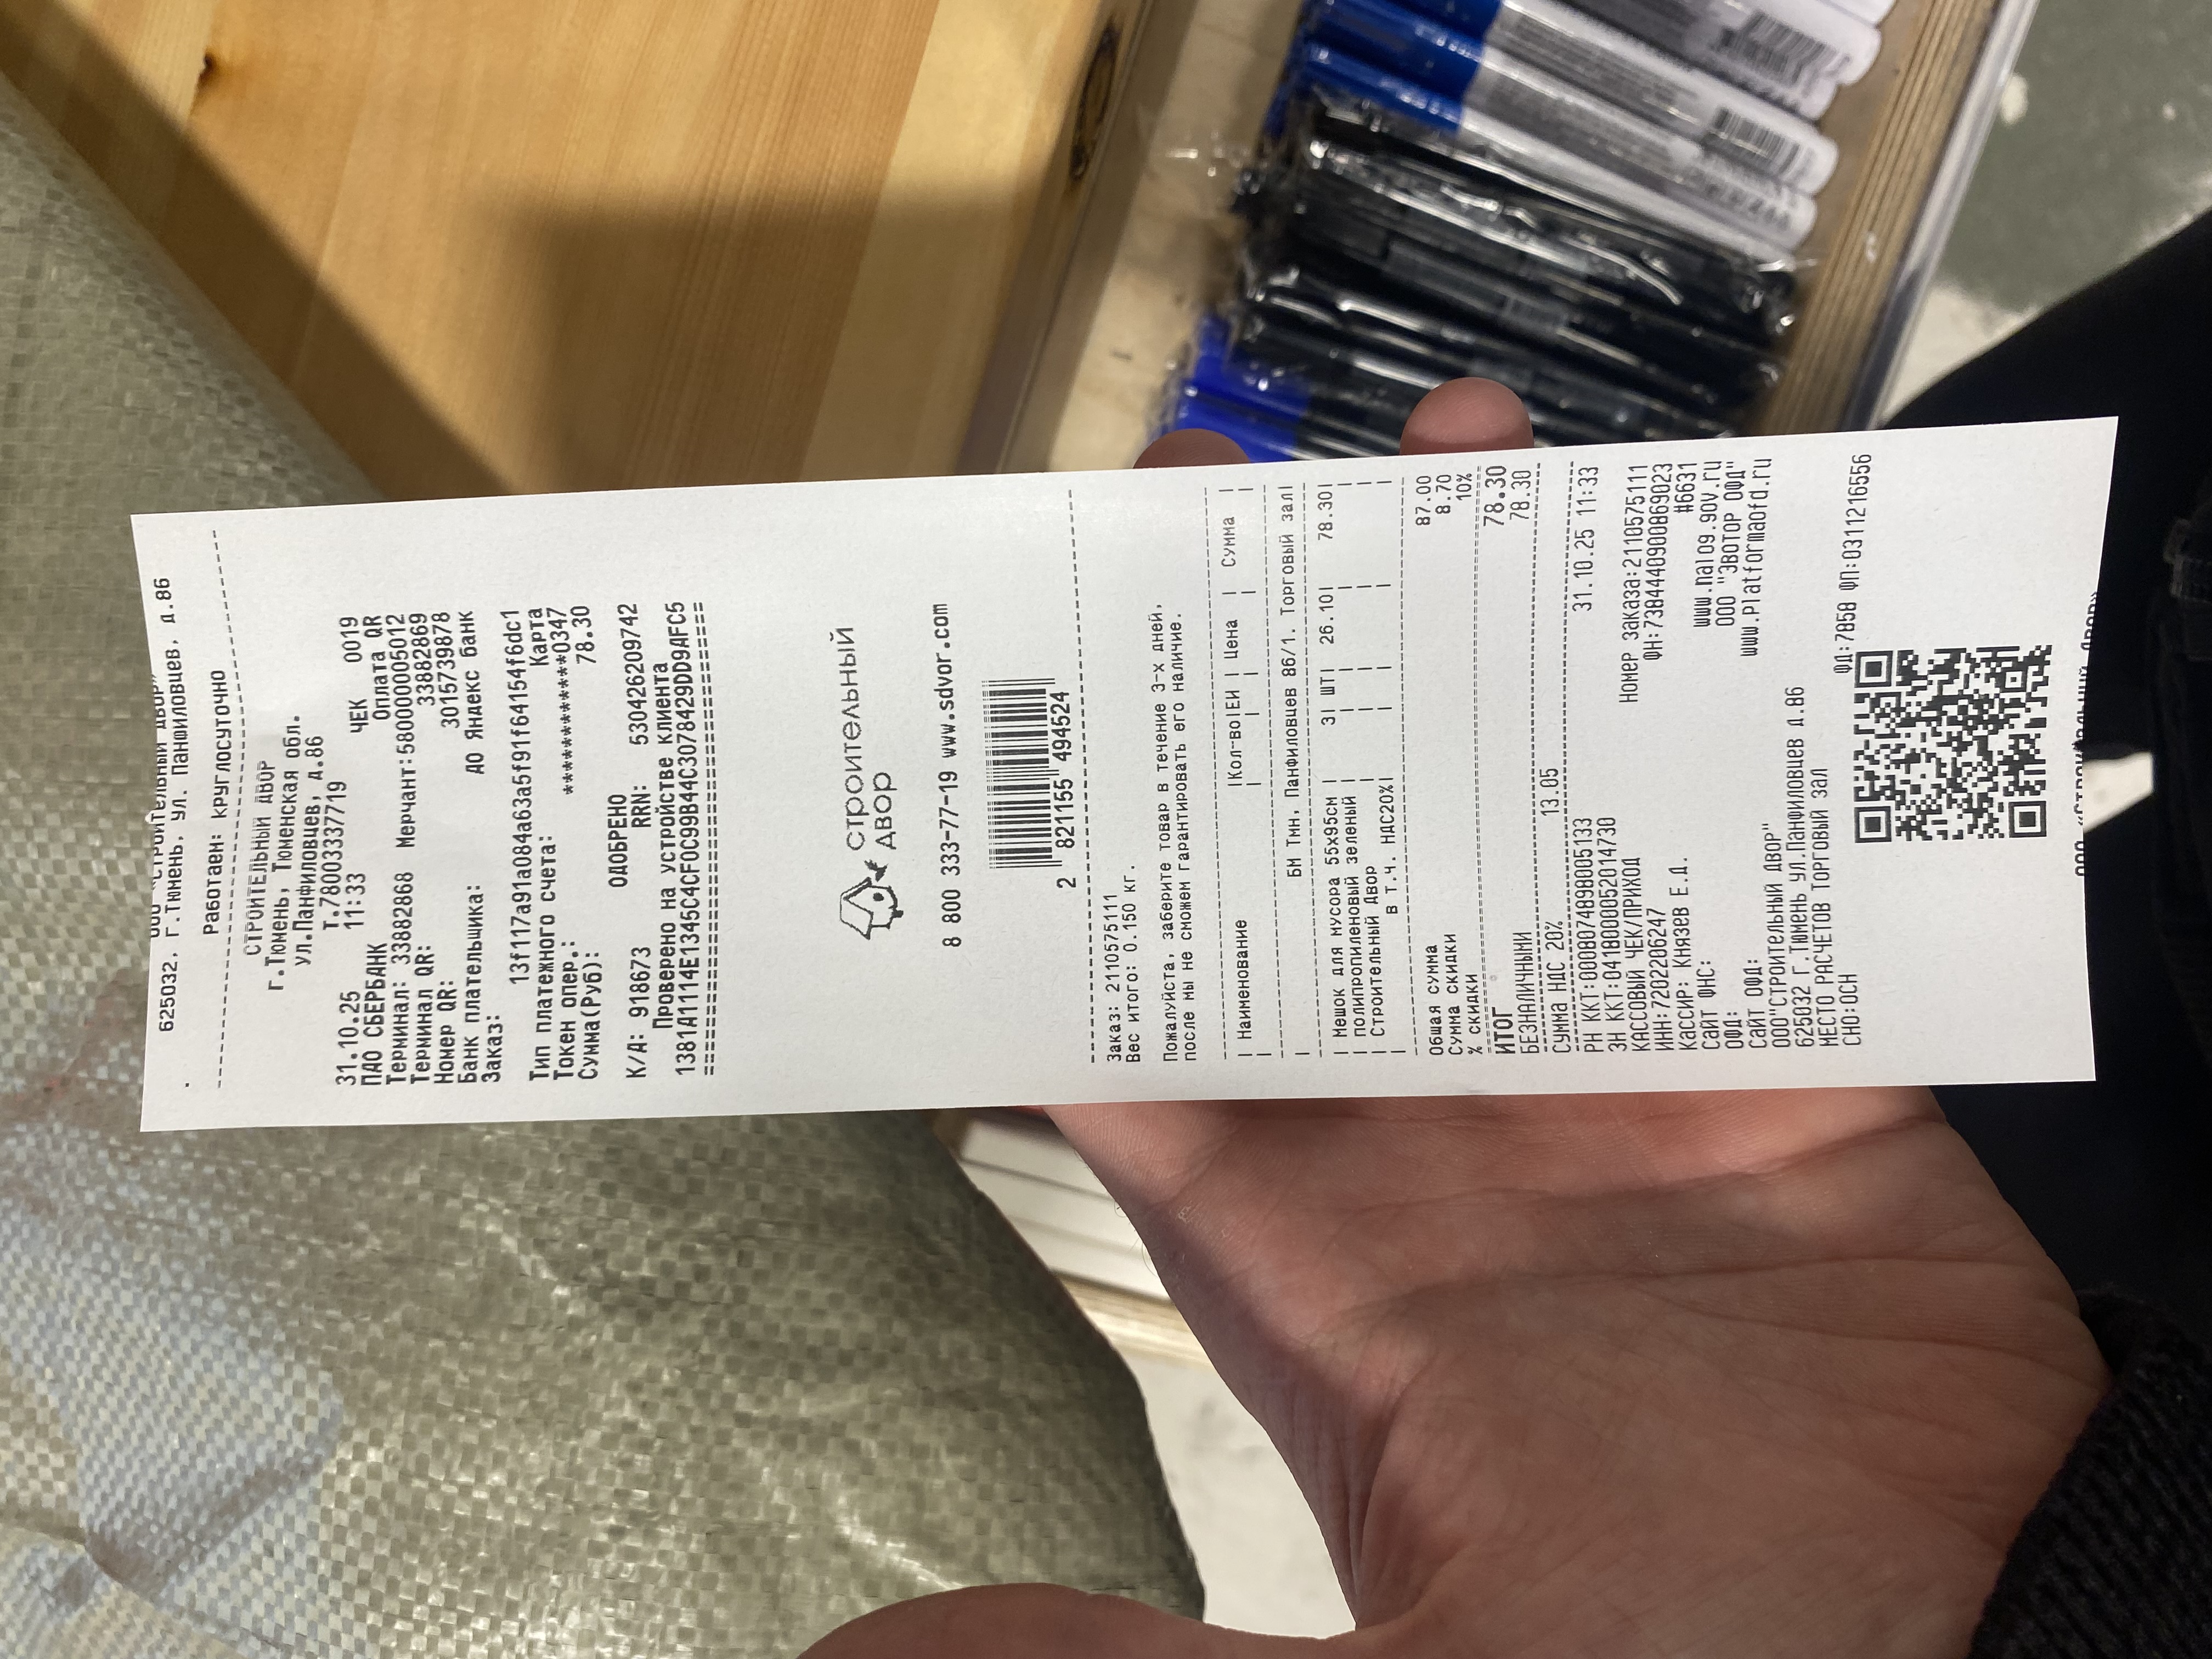 ООО "Строительный двор"
625032, г.Тюмень, ул. Панфиловцев, д.86
.
Работаем: круглосуточно
СТРОИТЕЛЬНЫЙ ДВОР
г.Тюмень, Тюменская обл.
ул.Панфиловцев, д.86
т.78003337719
31.10.25 11:33 ЧЕК 0019
ПАО СБЕРБАНК Оплата QR
Терминал: 33882868 Мерчант:580000005012
Терминал QR: 33882869
Номер QR: 3015739878
Банк плательщика: ДО Яндекс банк
Заказ:
13f117a91a084a63a5f91f64154f6dc1
Тип платежного счета: Карта
Токен опер.: ************0347
Сумма(Руб): 78.30
ОДОБРЕНО
К/А: 918673 RRN: 530426209742
Проверено на устройстве клиента
1381A1114E1345C4CF0C99B44C3078429DD9AFC5
строительный
двор
8 800 333-77-19 www.sdvor.com
2 821155 494524
Заказ: 2110575111
Вес итого: 0.150 кг.
Пожалуйста, заберите товар в течение 3-х дней,
после мы не сможем гарантировать его наличие.
| Наименование |Кол-во|ЕИ | Цена | Сумма |
| БМ Тмн. Панфиловцев 86/1. Торговый зал|
| Мешок для мусора 55х95см | 3| ШТ| 26.10| 78.30|
| полипропиленовый зеленый
| Строительный Двор
| в т.ч. НДС20%|
Общая сумма 87.00
Сумма скидки 8.70
% скидки 10%
ИТОГ 78.30
БЕЗНАЛИЧНЫМИ 78.30
Сумма НДС 20% 13.05
РН ККТ:0008074898005133 31.10.25 11:33
ЗН ККТ:0418000052014730
КАССОВЫЙ ЧЕК/ПРИХОД Номер заказа:2110575111
ИНН:7202206247 ФН:7384440900869023
Кассир: Князев Е.Д. #6631
Сайт ФНС: www.nalog.gov.ru
ОФД: ООО "ЭВОТОР ОФД"
Сайт ОФД: www.Platformaofd.ru
ООО"СТРОИТЕЛЬНЫЙ ДВОР"
625032 Г.Тюмень ул.Панфиловцев д.86
МЕСТО РАСЧЕТОВ ТОРГОВЫЙ ЗАЛ
СНО:ОСН ФД:7858 ФП:0311216556
ООО «Строительный двор»